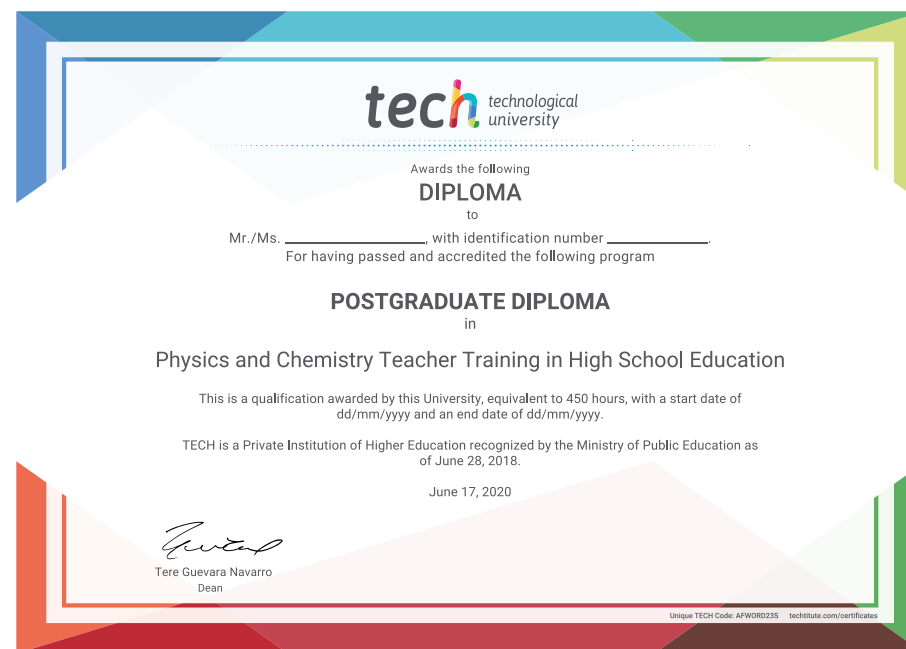 tech technological
university
Awards the following
DIPLOMA
to
Mr./Ms. ____________________, with identification number ______________.
For having passed and accredited the following program
POSTGRADUATE DIPLOMA
in
Physics and Chemistry Teacher Training in High School Education
This is a qualification awarded by this University, equivalent to 450 hours, with a start date of
dd/mm/yyyy and an end date of dd/mm/yyyy.
TECH is a Private Institution of Higher Education recognized by the Ministry of Public Education as
of June 28, 2018.
June 17, 2020
Tere Guevara Navarro
Dean
Unique TECH Code: AFWORD23S techtitute.com/certificates